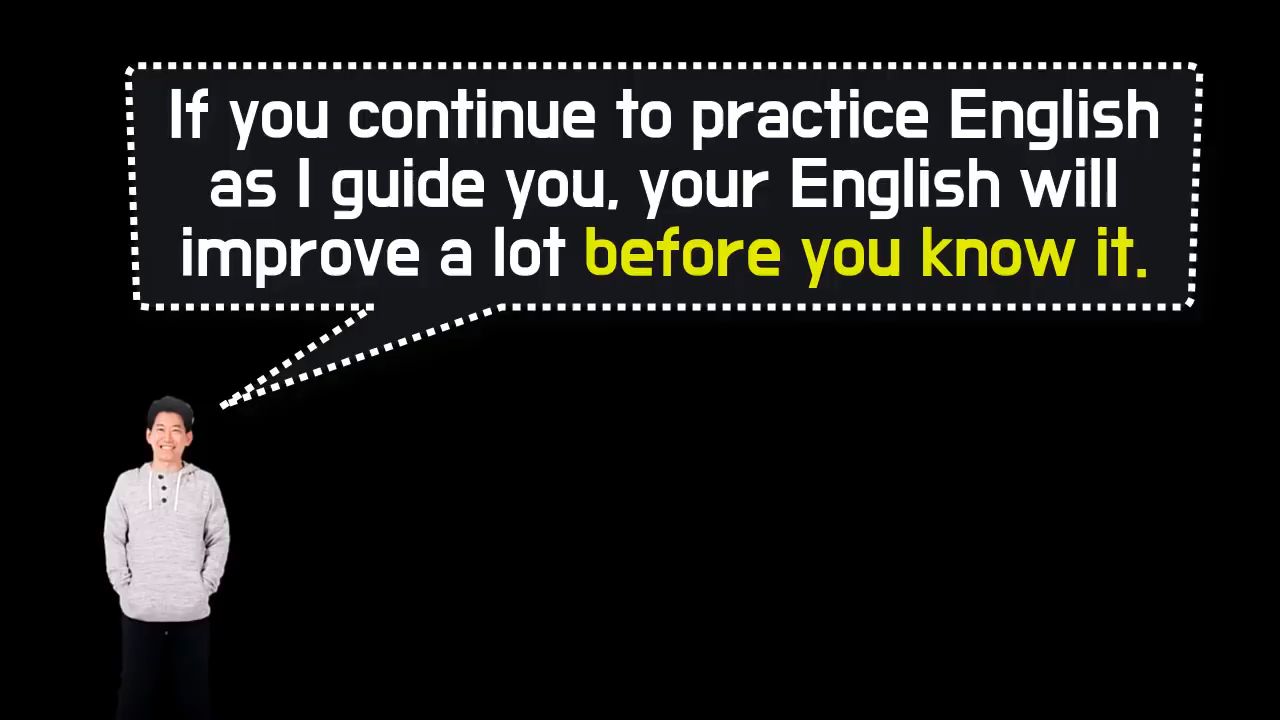 If you continue to practice English
as I guide you, your English will
improve a lot before you know it.